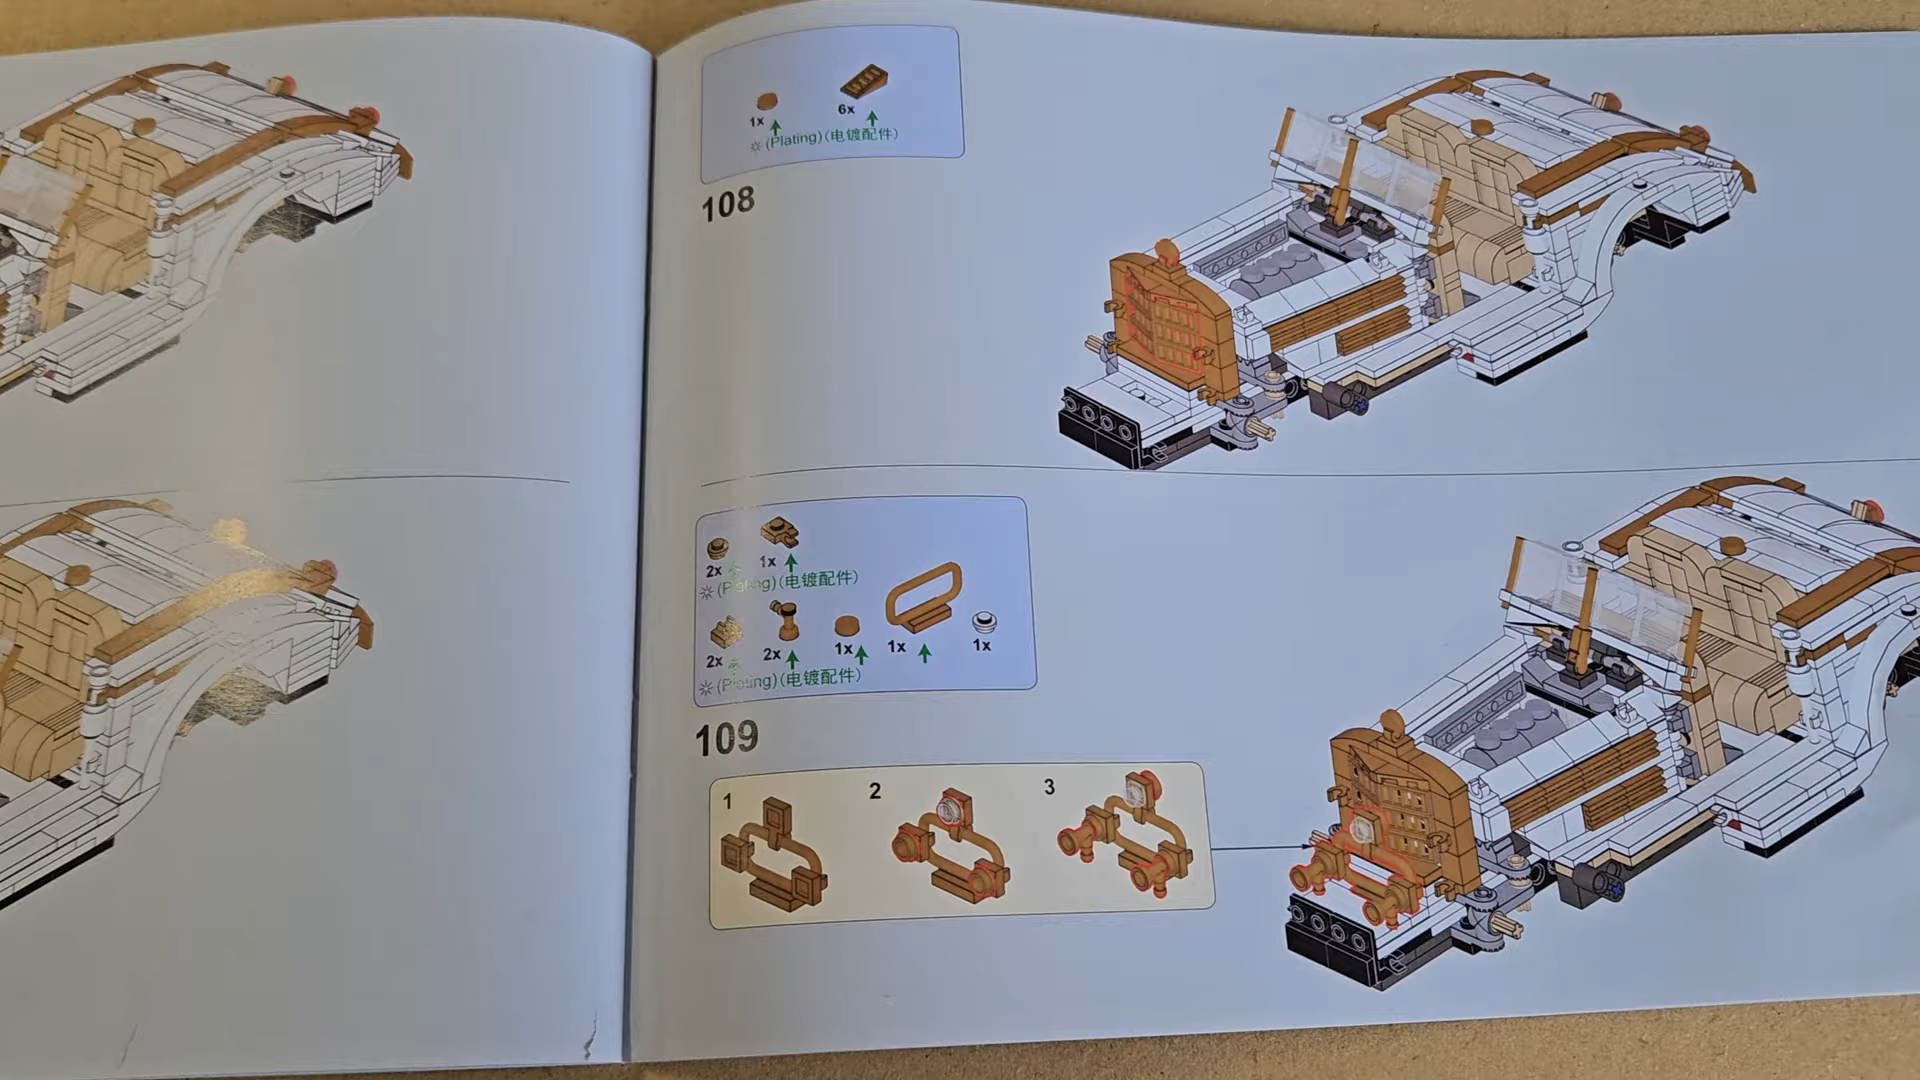 1x 6x
(Plating)(电镀配件)
108
2x 1x
(Plating)(电镀配件)
2x 2x 1x 1x 1x
(Plating)(电镀配件)
109
1 2 3